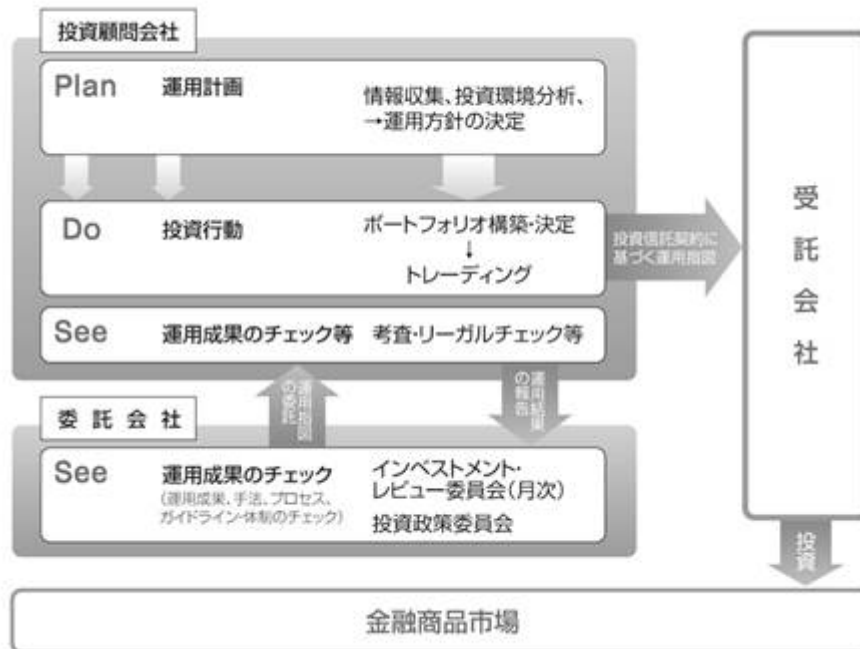 投資顧問会社
Plan 運用計画 情報収集、投資環境分析、
→運用方針の決定
Do 投資行動 ポートフォリオ構築・決定
↓
トレーディング
投資信託契約に
基づく運用指図
See 運用成果のチェック等 考査・リーガルチェック等
運用指図
の委託
運用結果
の報告
委託会社
See 運用成果のチェック インベストメント・
(運用成果、手法、プロセス、 レビュー委員会(月次)
ガイドライン・体制のチェック) 投資政策委員会
受託会社
投資
金融商品市場